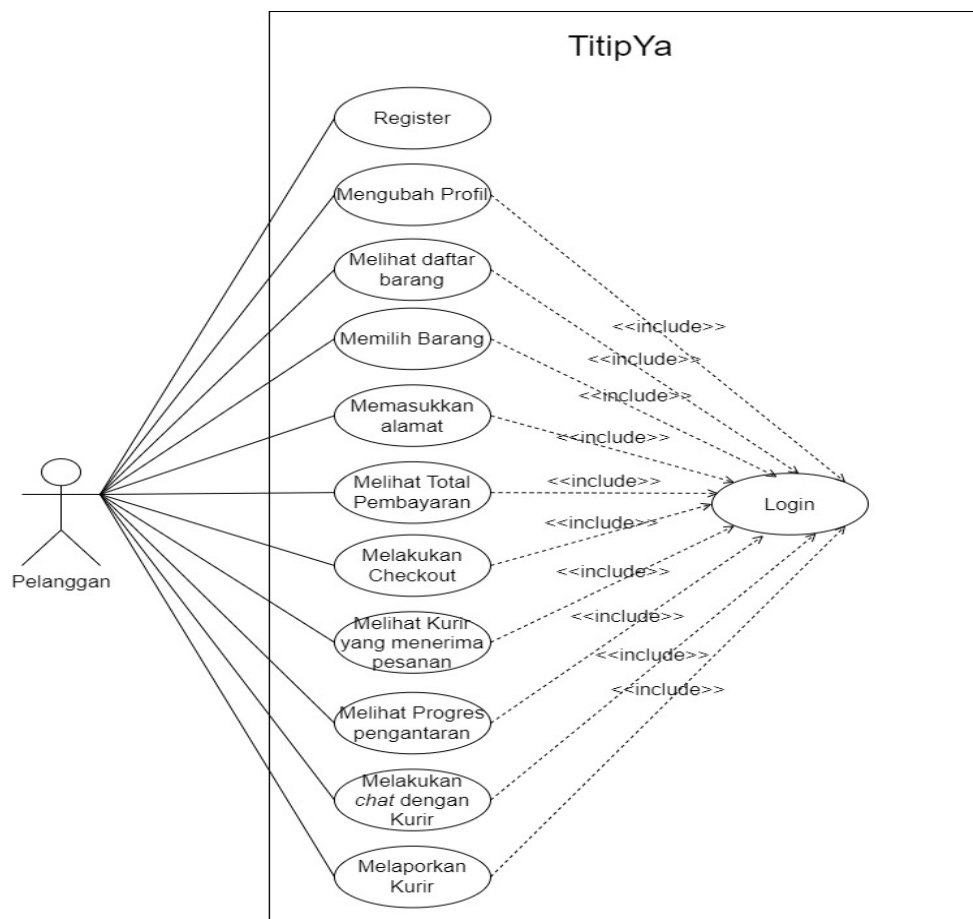 TitipYa
Register
Mengubah Profil
Melihat daftar
barang
Memilih Barang
Memasukkan
alamat
Melihat Total
Pembayaran
Melakukan
Checkout
Melihat Kurir
yang menerima
pesanan
Melihat Progres
pengantaran
Melakukan
chat dengan
Kurir
Melaporkan
Kurir
Pelanggan
<<include>>
<<include>>
<<include>>
<<include>>
<<include>>
<<include>>
<<include>>
<<include>>
<<include>>
<<include>>
Login